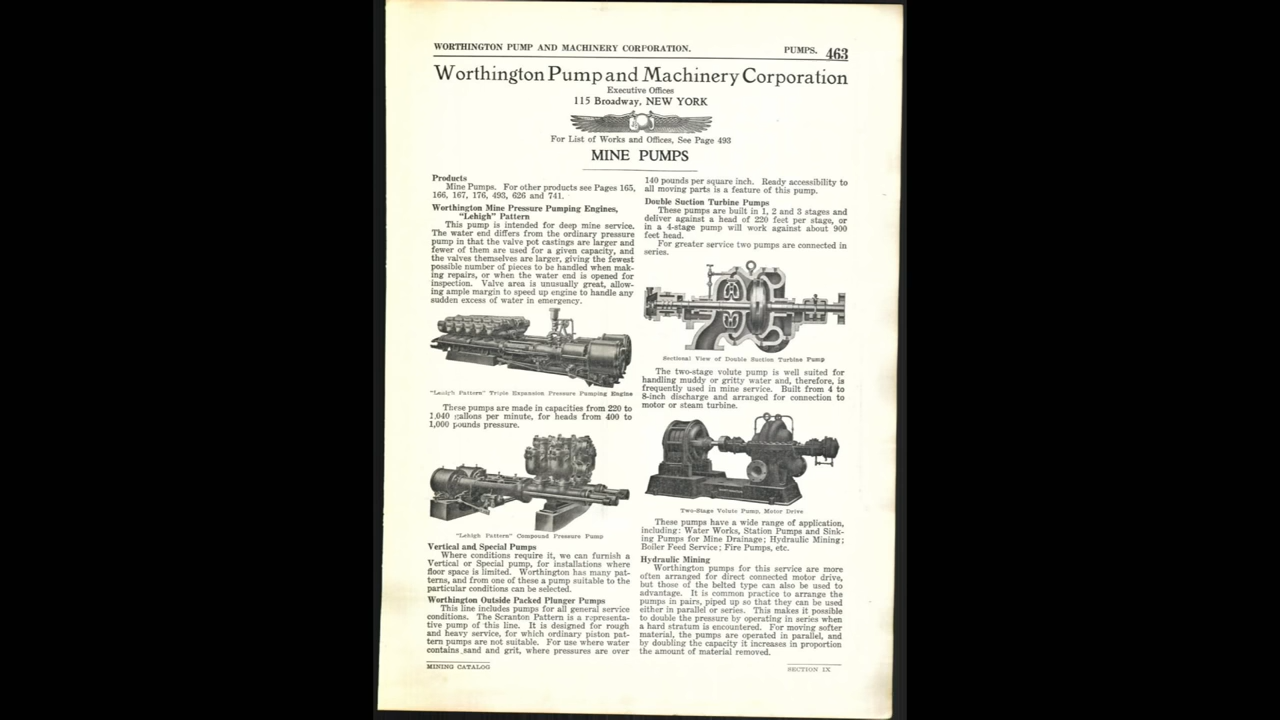 WORTHINGTON PUMP AND MACHINERY CORPORATION.
PUMPS. 463
Worthington Pump and Machinery Corporation
Executive Offices
115 Broadway, NEW YORK
For List of Works and Offices, See Page 493
MINE PUMPS
Products
Mine Pumps. For other products see Pages 165,
166, 167, 176, 493, 626 and 741.
Worthington Mine Pressure Pumping Engines,
"Lehigh" Pattern
This pump is intended for deep mine service.
The water end differs from the ordinary pressure
pump in that the valve pot castings are larger and
fewer of them are used for a given capacity, and
the valves themselves are larger, giving the fewest
possible number of pieces to be handled when mak-
ing repairs, or when the water end is opened for
inspection. Valve area is unusually great, allow-
ing ample margin to speed up engine to handle any
sudden excess of water in emergency.
"Lehigh Pattern" Triple Expansion Pressure Pumping Engine
These pumps are made in capacities from 220 to
1,040 gallons per minute, for heads from 400 to
1,000 pounds pressure.
"Lehigh Pattern" Compound Pressure Pump
Vertical and Special Pumps
Where conditions require it, we can furnish a
Vertical or Special pump, for installations where
floor space is limited. Worthington has many pat-
terns, and from one of these a pump suitable to the
particular conditions can be selected.
Worthington Outside Packed Plunger Pumps
This line includes pumps for all general service
conditions. The Scranton Pattern is a representa-
tive pump of this line. It is designed for rough
and heavy service, for which ordinary piston pat-
tern pumps are not suitable. For use where water
contains sand and grit, where pressures are over
140 pounds per square inch. Ready accessibility to
all moving parts is a feature of this pump.
Double Suction Turbine Pumps
These pumps are built in 1, 2 and 3 stages and
deliver against a head of 220 feet per stage, or
in a 4-stage pump will work against about 900
feet head.
For greater service two pumps are connected in
series.
Sectional View of Double Suction Turbine Pump
The two-stage volute pump is well suited for
handling muddy or gritty water and, therefore, is
frequently used in mine service. Built from 4 to
8-inch discharge and arranged for connection to
motor or steam turbine.
Two-Stage Volute Pump, Motor Drive
These pumps have a wide range of application,
including: Water Works, Station Pumps and Sink-
ing Pumps for Mine Drainage; Hydraulic Mining;
Boiler Feed Service; Fire Pumps, etc.
Hydraulic Mining
Worthington pumps for this service are more
often arranged for direct connected motor drive,
but those of the belted type can also be used to
advantage. It is common practice to arrange the
pumps in pairs, piped up so that they can be used
either in parallel or series. This makes it possible
to double the pressure by operating in series when
a hard stratum is encountered. For moving softer
material, the pumps are operated in parallel, and
by doubling the capacity it increases in proportion
the amount of material removed.
MINING CATALOG
SECTION IX